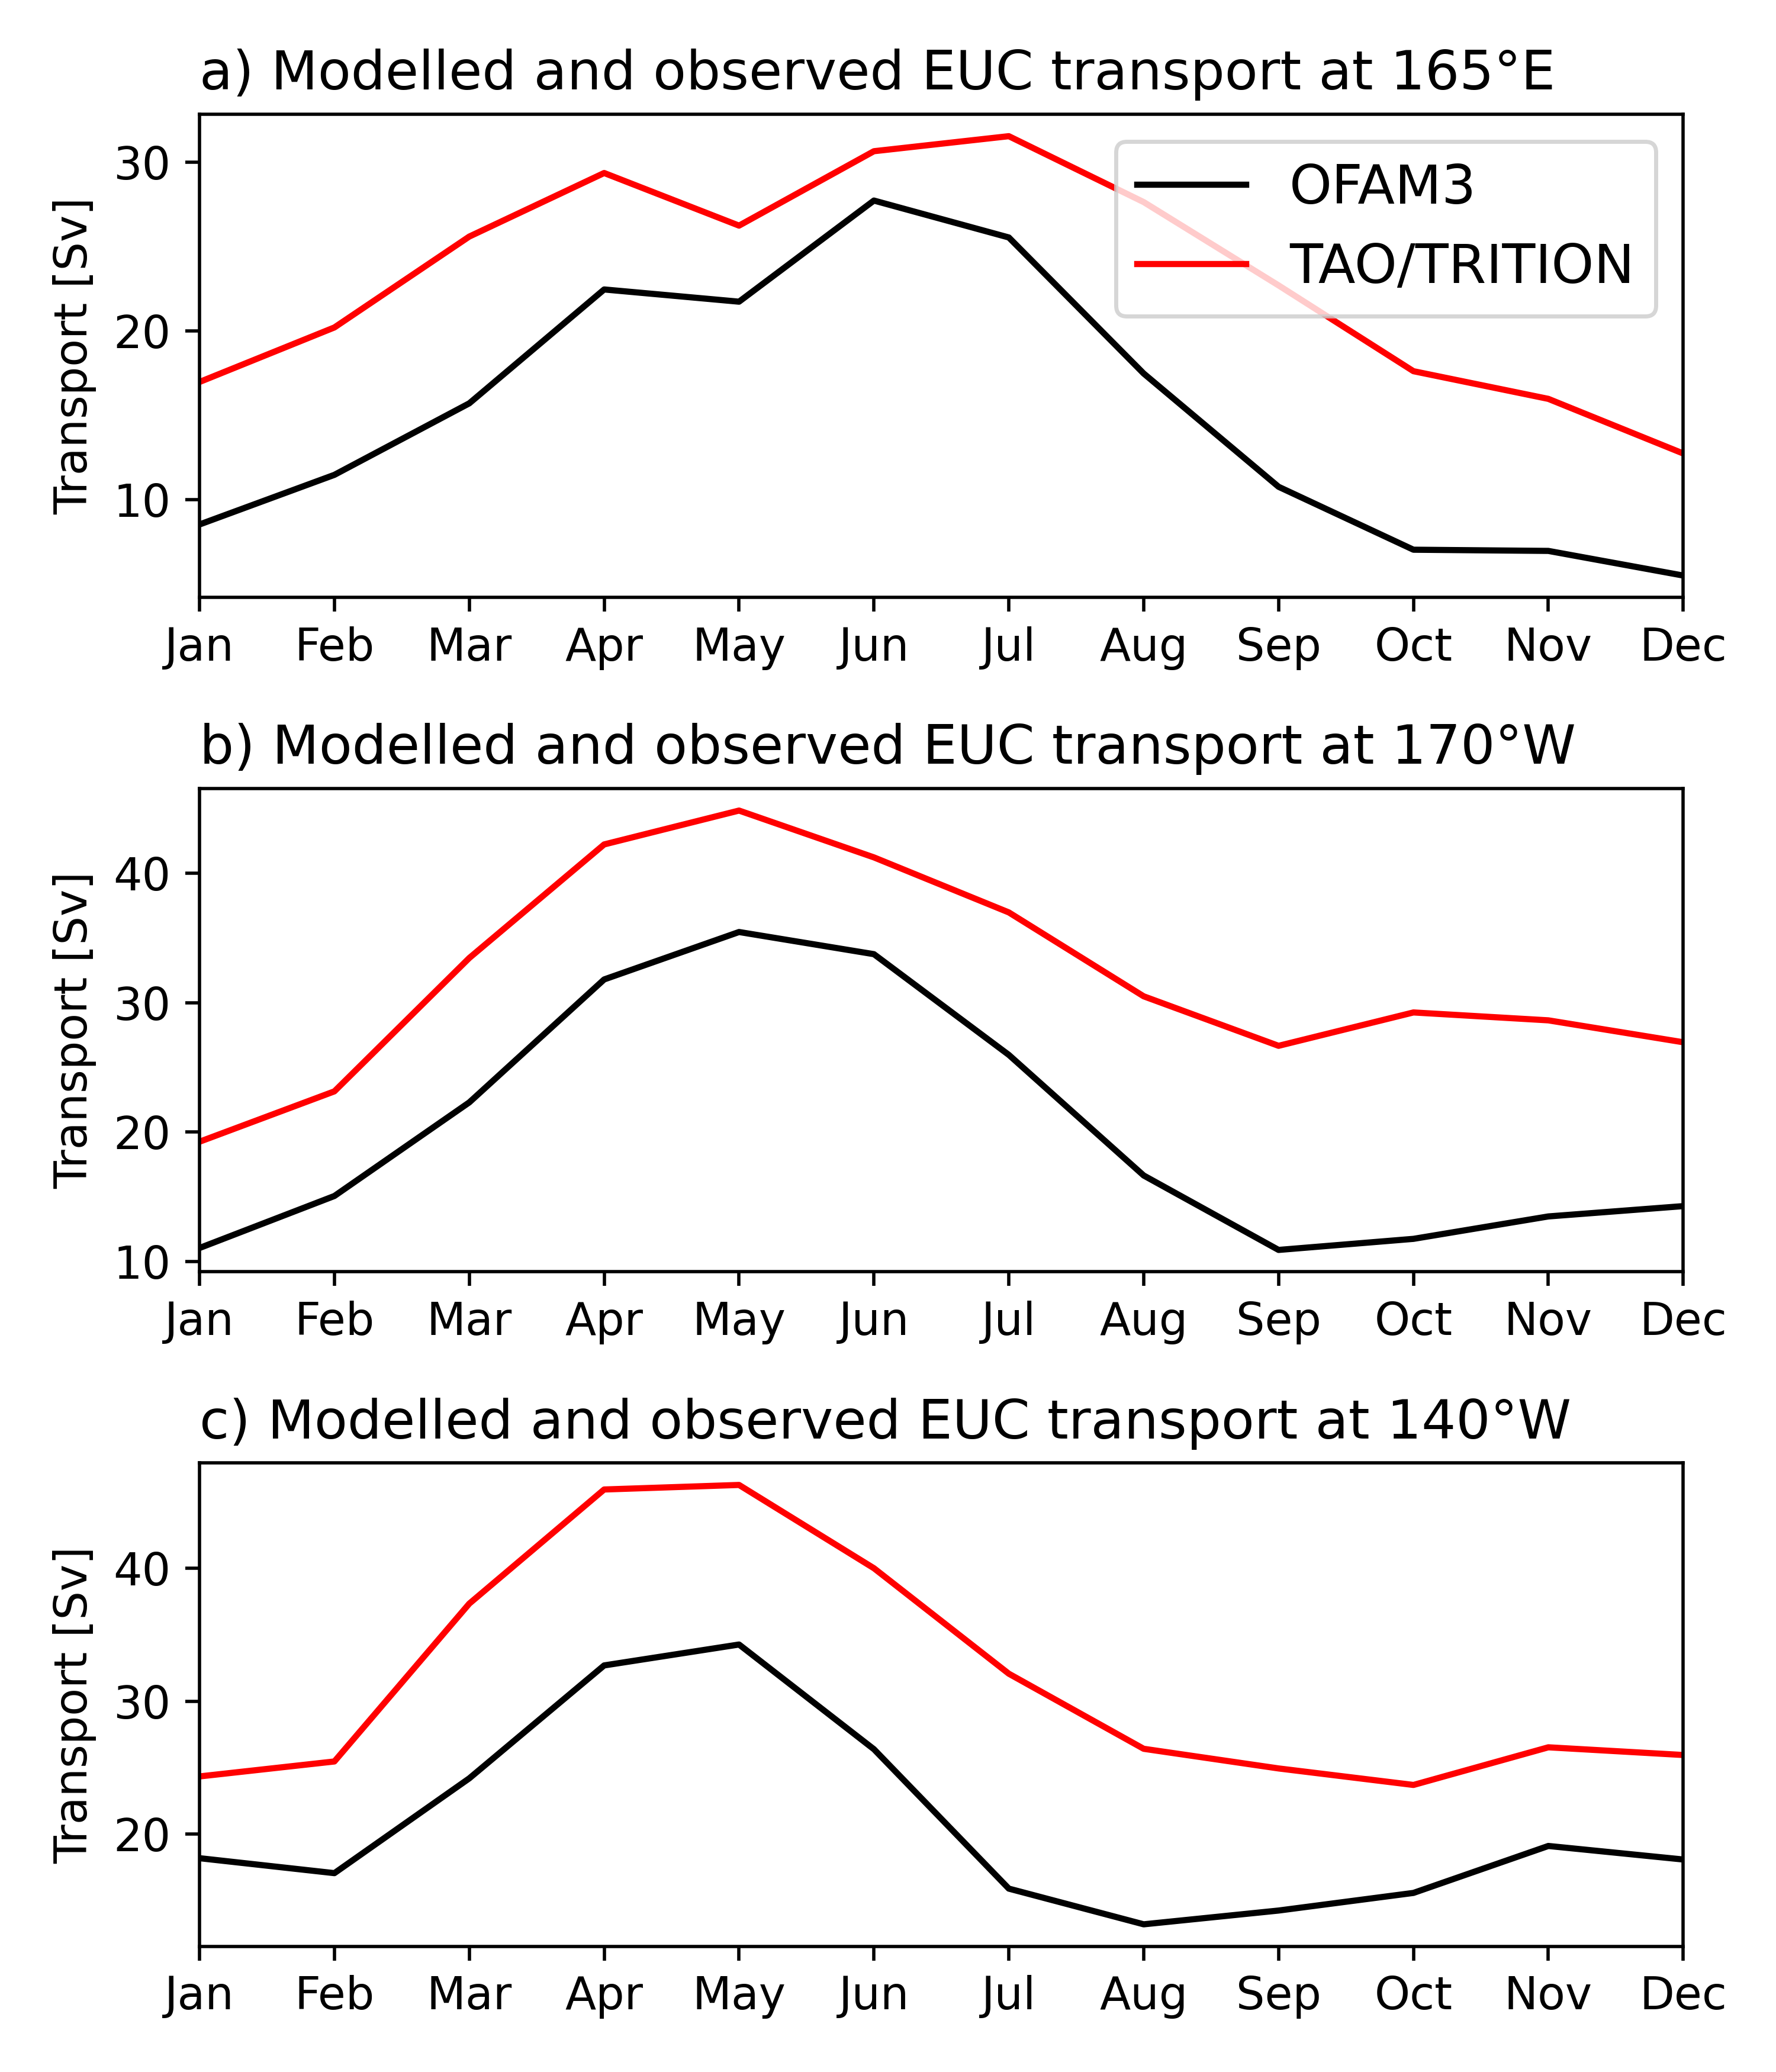 a) Modelled and observed EUC transport at 165°E
Transport [Sv]
30
20
10
OFAM3
TAO/TRITION
Jan Feb Mar Apr May Jun Jul Aug Sep Oct Nov Dec
b) Modelled and observed EUC transport at 170°W
Transport [Sv]
40
30
20
10
Jan Feb Mar Apr May Jun Jul Aug Sep Oct Nov Dec
c) Modelled and observed EUC transport at 140°W
Transport [Sv]
40
30
20
Jan Feb Mar Apr May Jun Jul Aug Sep Oct Nov Dec